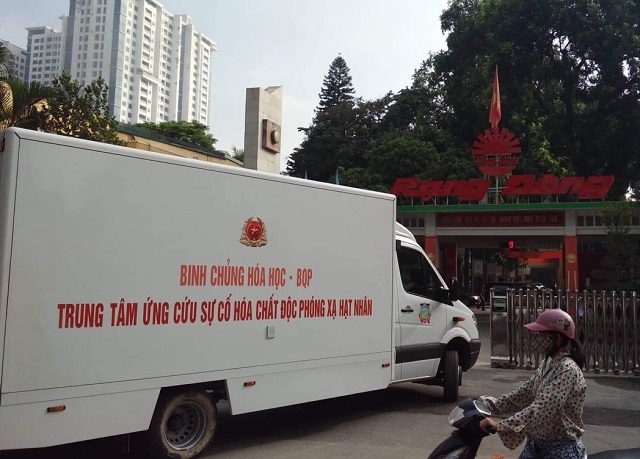 BINH CHỦNG HÓA HỌC - BQP
TRUNG TÂM ỨNG CỨU SỰ CỐ HÓA CHẤT ĐỘC PHÓNG XẠ HẠT NHÂN
Rạng Đông
9